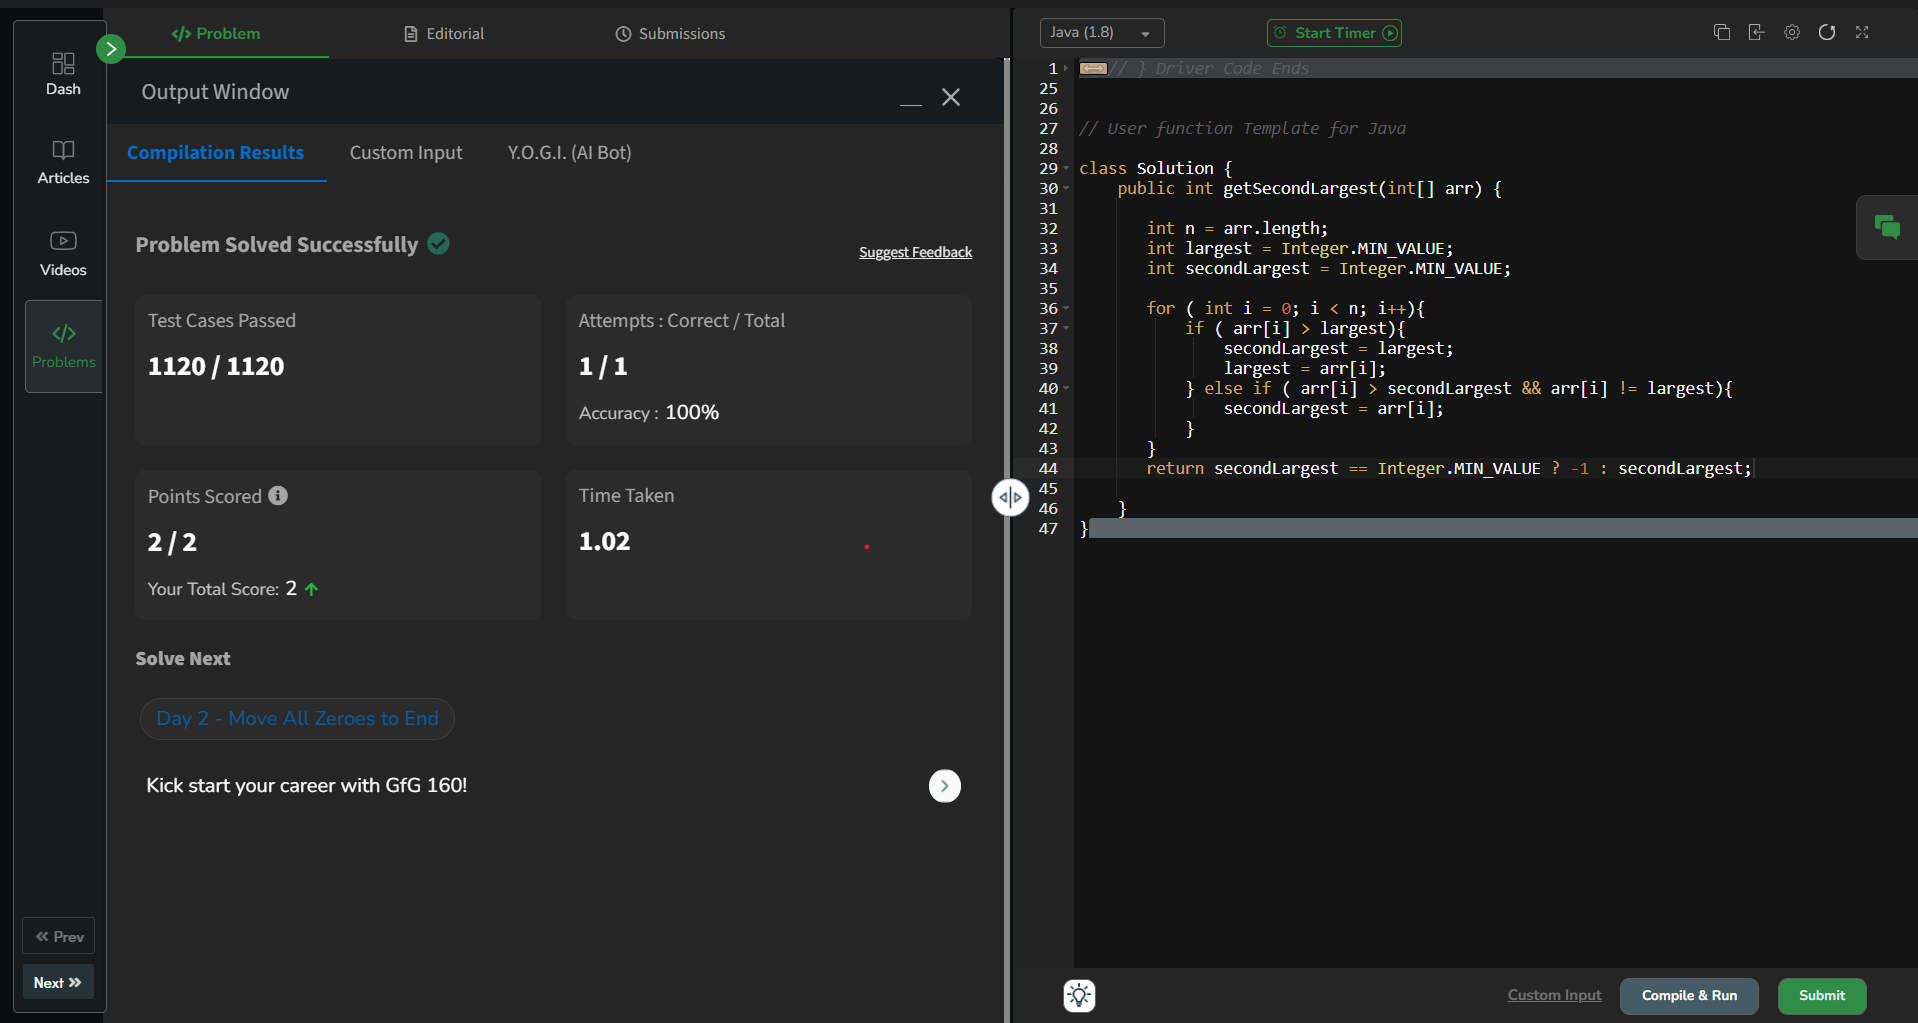 Dash
Articles
Videos
</>
Problems
Prev
Next
</> Problem
Editorial
Submissions
Output Window
Compilation Results
Custom Input
Y.O.G.I. (AI Bot)
Problem Solved Successfully
Suggest Feedback
Test Cases Passed
1120 / 1120
Attempts : Correct / Total
1 / 1
Accuracy : 100%
Points Scored
2 / 2
Your Total Score: 2
Time Taken
1.02
Solve Next
Day 2 - Move All Zeroes to End
Kick start your career with GfG 160!
Java (1.8)
Start Timer
1 // } Driver Code Ends
25
26
27 // User function Template for Java
28
29 class Solution {
30 public int getSecondLargest(int[] arr) {
31
32 int n = arr.length;
33 int largest = Integer.MIN_VALUE;
34 int secondLargest = Integer.MIN_VALUE;
35
36 for ( int i = 0; i < n; i++){
37 if ( arr[i] > largest){
38 secondLargest = largest;
39 largest = arr[i];
40 } else if ( arr[i] > secondLargest && arr[i] != largest){
41 secondLargest = arr[i];
42 }
43 }
44 return secondLargest == Integer.MIN_VALUE ? -1 : secondLargest;
45
46 }
47 }
Custom Input
Compile & Run
Submit